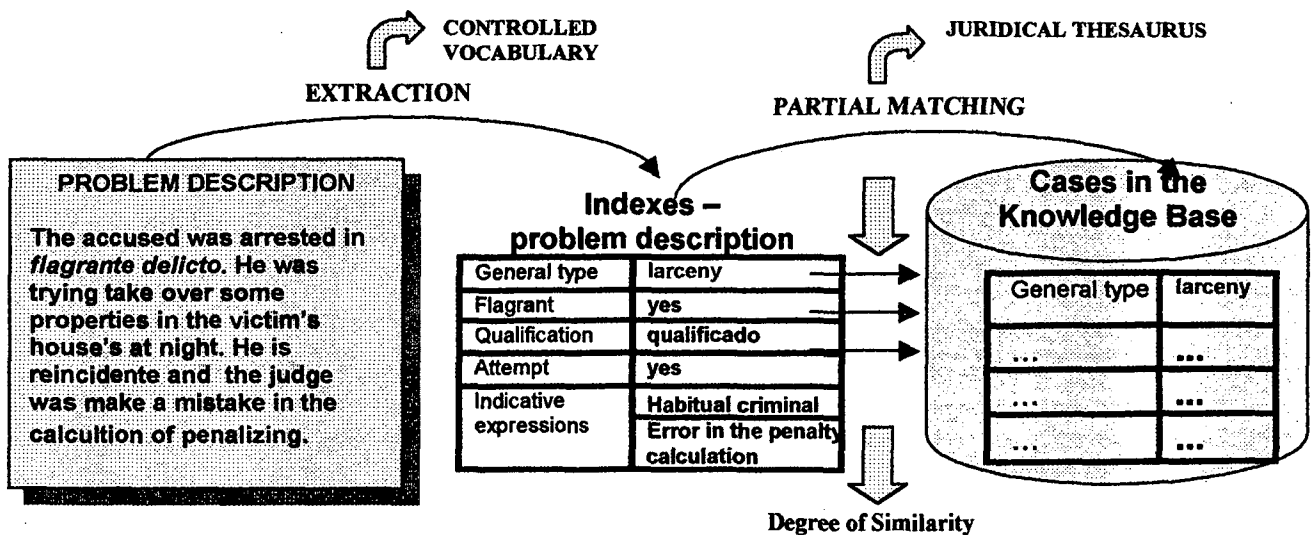 CONTROLLED
VOCABULARY
EXTRACTION
JURIDICAL THESAURUS
PARTIAL MATCHING
PROBLEM DESCRIPTION
The accused was arrested in
flagrante delicto. He was
trying take over some
properties in the victim's
house's at night. He is
reincidente and the judge
was make a mistake in the
calcultion of penalizing.
Indexes –
problem description
General type larceny
Flagrant yes
Qualification qualificado
Attempt yes
Indicative
expressions
Habitual criminal
Error in the penalty
calculation
Cases in the
Knowledge Base
General type larceny
... ...
... ...
... ...
Degree of Similarity